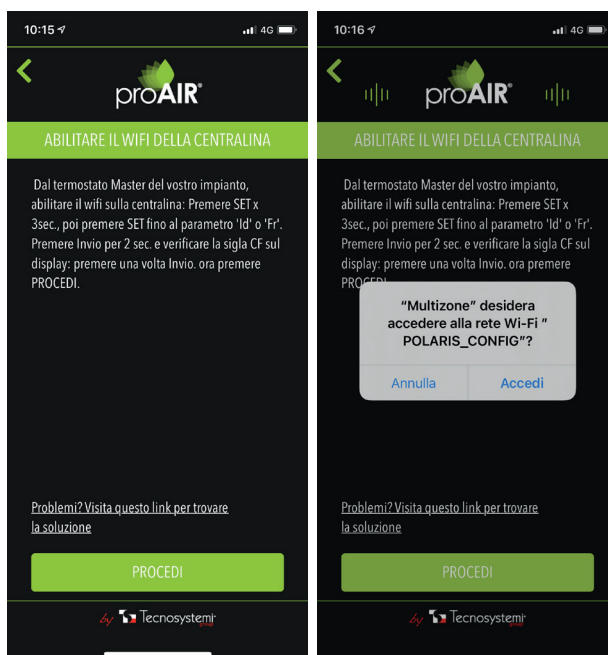 10:15
4G
proAIR®
ABILITARE IL WIFI DELLA CENTRALINA
Dal termostato Master del vostro impianto,
abilitare il wifi sulla centralina: Premere SET x
3sec., poi premere SET fino al parametro 'Id' o 'Fr'.
Premere Invio per 2 sec. e verificare la sigla CF sul
display: premere una volta Invio. ora premere
PROCEDI.
Problemi? Visita questo link per trovare
la soluzione
PROCEDI
by Tecnosystemi
group
10:16
4G
proAIR®
ABILITARE IL WIFI DELLA CENTRALINA
Dal termostato Master del vostro impianto,
abilitare il wifi sulla centralina: Premere SET x
3sec., poi premere SET fino al parametro 'Id' o 'Fr'.
Premere Invio per 2 sec. e verificare la sigla CF sul
display: premere una volta Invio. ora premere
PROCEDI.
"Multizone" desidera
accedere alla rete Wi-Fi "
POLARIS_CONFIG"?
Annulla
Accedi
Problemi? Visita questo link per trovare
la soluzione
PROCEDI
by Tecnosystemi
group